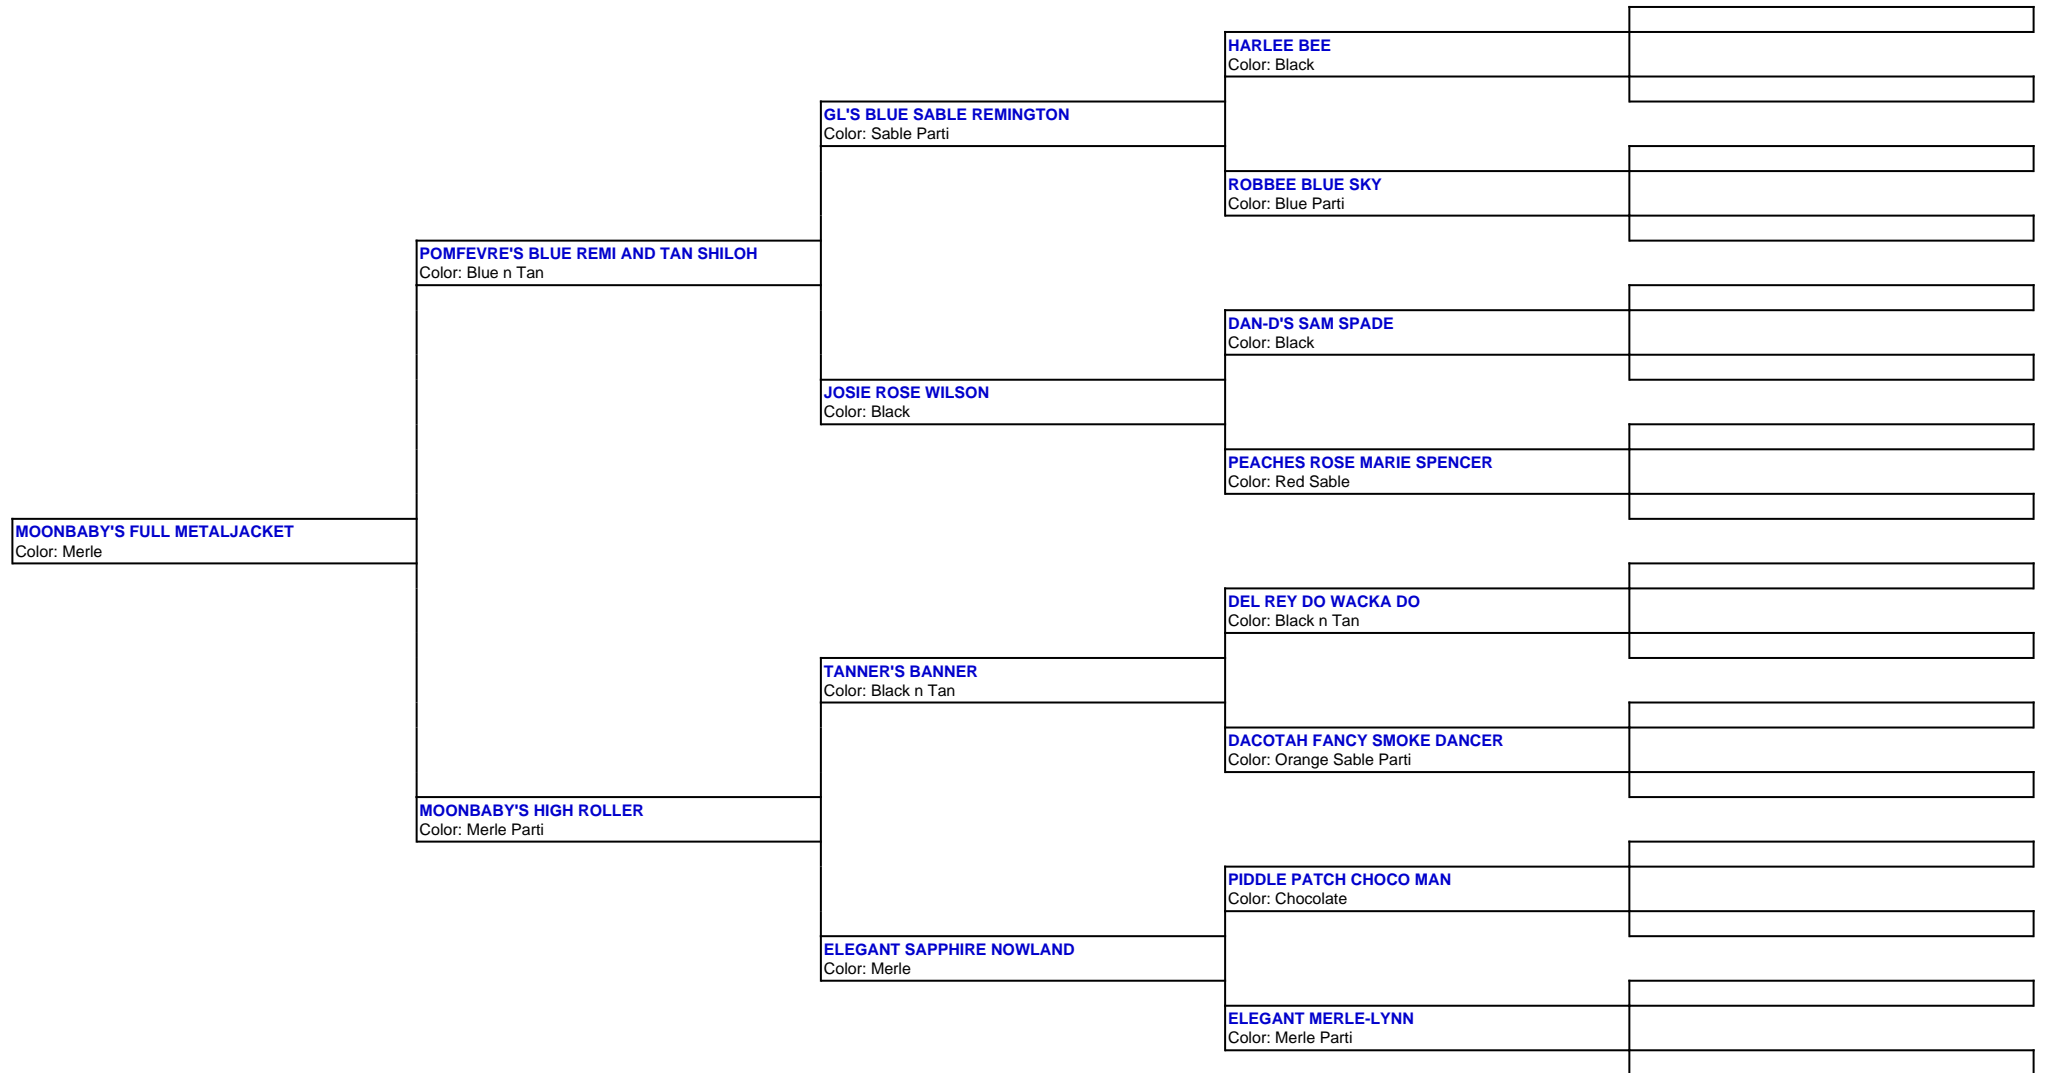 HARLEE BEE
Color: Black
GL'S BLUE SABLE REMINGTON
Color: Sable Parti
ROBBEE BLUE SKY
Color: Blue Parti
POMFEVRE'S BLUE REMI AND TAN SHILOH
Color: Blue n Tan
DAN-D'S SAM SPADE
Color: Black
JOSIE ROSE WILSON
Color: Black
PEACHES ROSE MARIE SPENCER
Color: Red Sable
MOONBABY'S FULL METALJACKET
Color: Merle
DEL REY DO WACKA DO
Color: Black n Tan
TANNER'S BANNER
Color: Black n Tan
DACOTAH FANCY SMOKE DANCER
Color: Orange Sable Parti
MOONBABY'S HIGH ROLLER
Color: Merle Parti
PIDDLE PATCH CHOCO MAN
Color: Chocolate
ELEGANT SAPPHIRE NOWLAND
Color: Merle
ELEGANT MERLE-LYNN
Color: Merle Parti